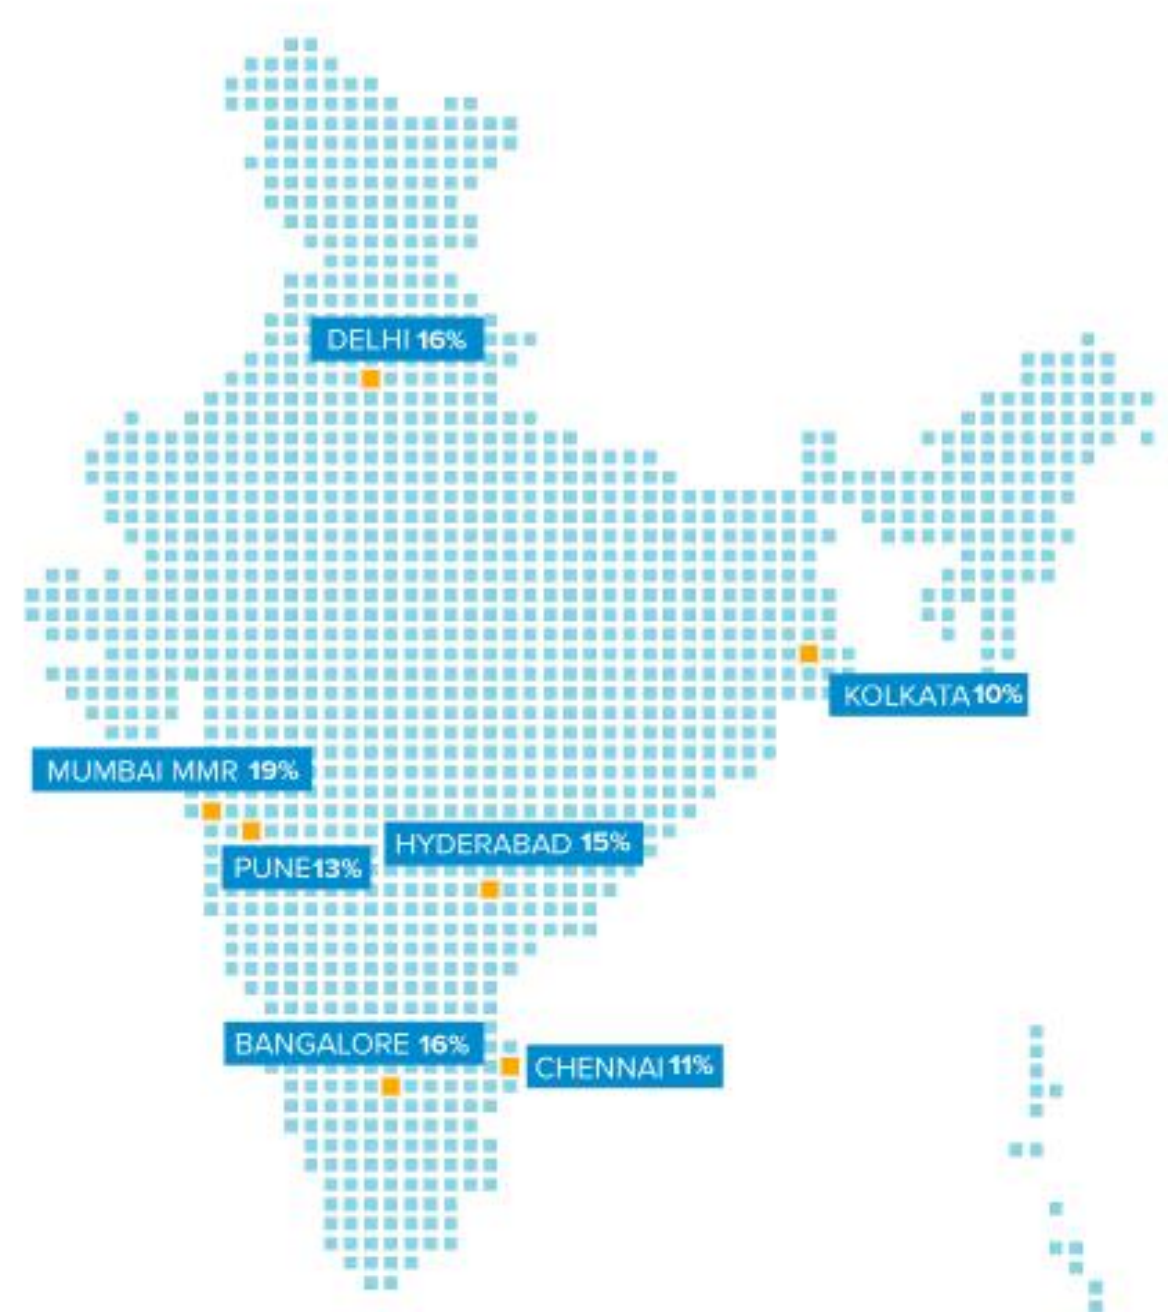 DELHI 16%
KOLKATA 10%
MUMBAI MMR 19%
HYDERABAD 15%
PUNE 13%
BANGALORE 16%
CHENNAI 11%